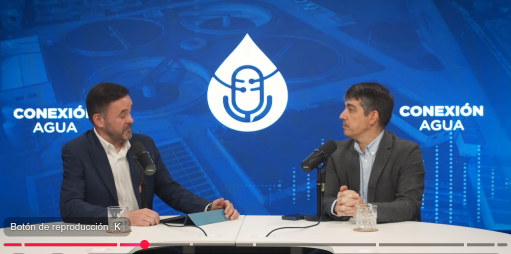 CONEXIÓN
AGUA
CONEXIÓN
AGUA
Botón de reproducción K